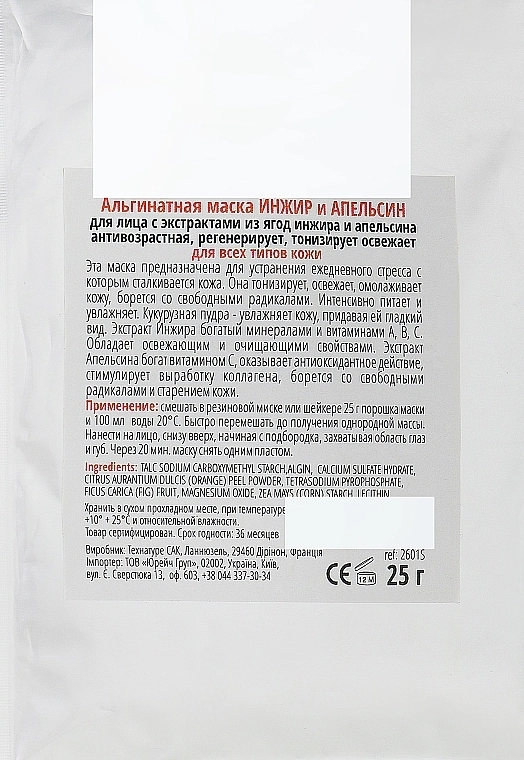 Альгинатная маска ИНЖИР и АПЕЛЬСИН
для лица с экстрактами из ягод инжира и апельсина
антивозрастная, регенерирует, тонизирует освежает
для всех типов кожи
Эта маска предназначена для устранения ежедневного стресса с
которым сталкивается кожа. Она тонизирует, освежает, омолаживает
кожу, борется со свободными радикалами. Интенсивно питает и
увлажняет. Кукурузная пудра - увлажняет кожу, придавая ей гладкий
вид. Экстракт Инжира богатый минералами и витаминами А, В, С.
Обладает освежающим и очищающими свойствами. Экстракт
Апельсина богат витамином С, оказывает антиоксидантное действие,
стимулирует выработку коллагена, борется со свободными
радикалами и старением кожи.
Применение: смешать в резиновой миске или шейкере 25 г порошка маски
и 100 мл воды 20°С. Быстро перемешать до получения однородной массы.
Нанести на лицо, снизу вверх, начиная с подбородка, захватывая область глаз
и губ. Через 20 мин. маску снять одним пластом.
Ingredients: TALC SODIUM CARBOXYMETHYL STARCH,ALGIN, CALCIUM SULFATE HYDRATE,
CITRUS AURANTIUM DULCIS (ORANGE) PEEL POWDER, TETRASODIUM PYROPHOSPHATE,
FICUS CARICA (FIG) FRUIT, MAGNESIUM OXIDE, ZEA MAYS (CORN) STARCH, LECITHIN
Хранить в сухом прохладном месте, при температуре
+10° + 25°С и относительной влажности.
Товар сертифицирован. Срок годности: 36 месяцев
Виробник: Технатуре САК, Ланнюзель, 29460 Дірінон, Франція
ref: 2601S
Імпортер: ТОВ «Юрейч Груп», 02002, Україна, Київ,
вул. Є. Сверстюка 13, оф. 603, +38 044 337-30-34
CE 12 M 25 г